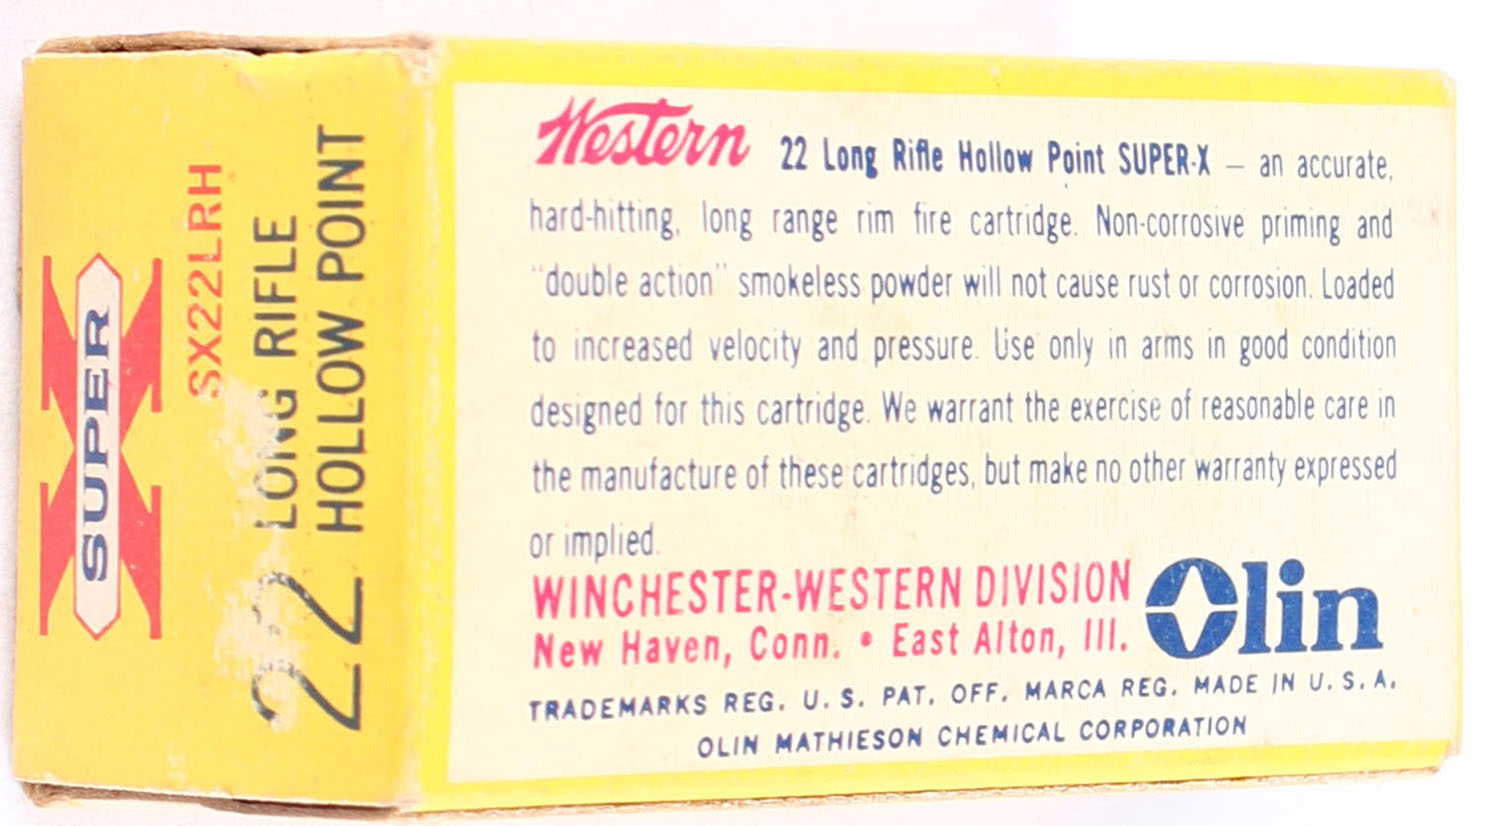 SUPER X
SX22LRH
22 LONG RIFLE
HOLLOW POINT
Western 22 Long Rifle Hollow Point SUPER-X – an accurate,
hard-hitting, long range rim fire cartridge. Non-corrosive priming and
"double action" smokeless powder will not cause rust or corrosion. Loaded
to increased velocity and pressure. Use only in arms in good condition
designed for this cartridge. We warrant the exercise of reasonable care in
the manufacture of these cartridges, but make no other warranty expressed
or implied.
WINCHESTER-WESTERN DIVISION
New Haven, Conn. • East Alton, Ill.
Olin
TRADEMARKS REG. U. S. PAT. OFF. MARCA REG. MADE IN U. S. A.
OLIN MATHIESON CHEMICAL CORPORATION